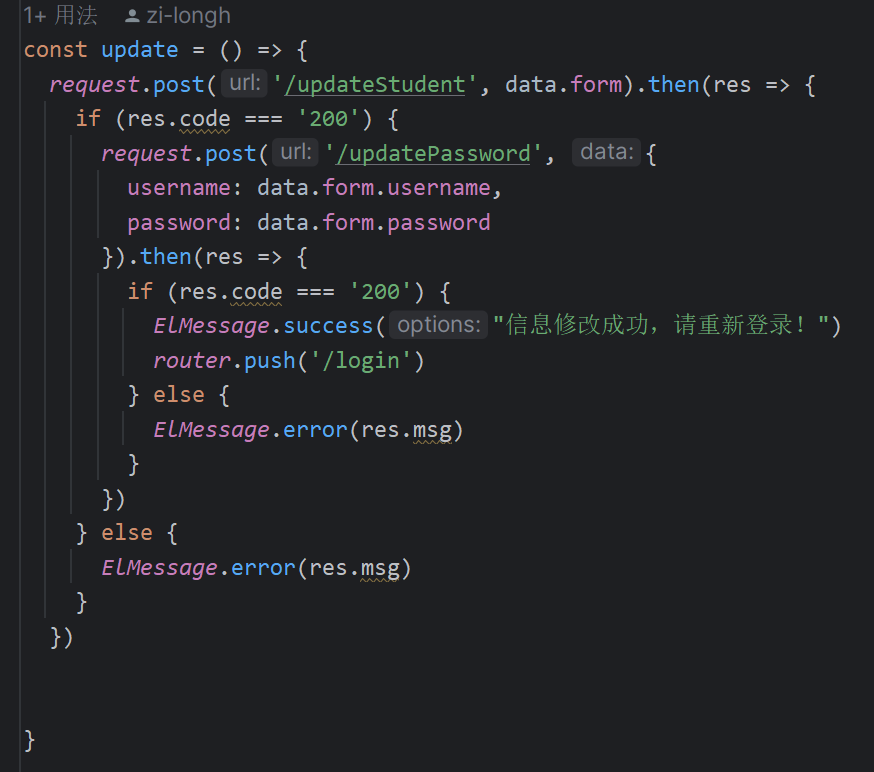 1+ 用法 zi-longh
const update = () => {
request.post( url: '/updateStudent', data.form).then(res => {
if (res.code === '200') {
request.post( url: '/updatePassword', data: {
username: data.form.username,
password: data.form.password
}).then(res => {
if (res.code === '200') {
ElMessage.success( options: "信息修改成功，请重新登录！")
router.push('/login')
} else {
ElMessage.error(res.msg)
}
})
} else {
ElMessage.error(res.msg)
}
})
}